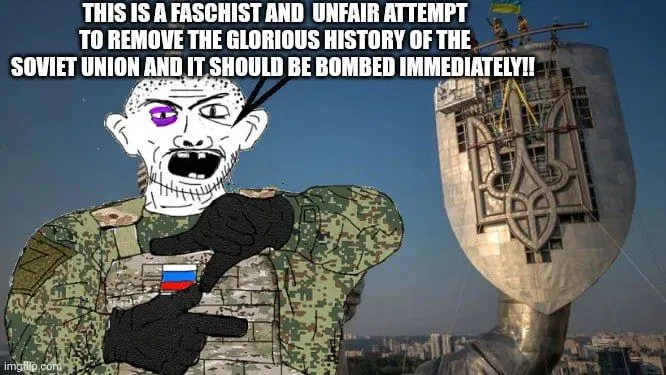 THIS IS A FASCHIST AND UNFAIR ATTEMPT
TO REMOVE THE GLORIOUS HISTORY OF THE
SOVIET UNION AND IT SHOULD BE BOMBED IMMEDIATELY!!
imgflip.com